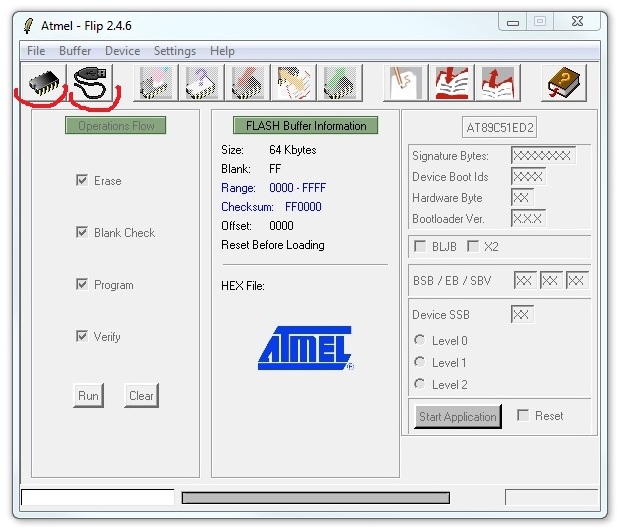 Atmel - Flip 2.4.6
File Buffer Device Settings Help
Operations Flow
Erase
Blank Check
Program
Verify
Run Clear
FLASH Buffer Information
Size: 64 Kbytes
Blank: FF
Range: 0000 - FFFF
Checksum: FF0000
Offset: 0000
Reset Before Loading
HEX File:
ATMEL®
AT89C51ED2
Signature Bytes: XXXXXXXX
Device Boot Ids XXXX
Hardware Byte XX
Bootloader Ver. X.X.X
BLJB X2
BSB / EB / SBV XX XX XX
Device SSB XX
Level 0
Level 1
Level 2
Start Application Reset